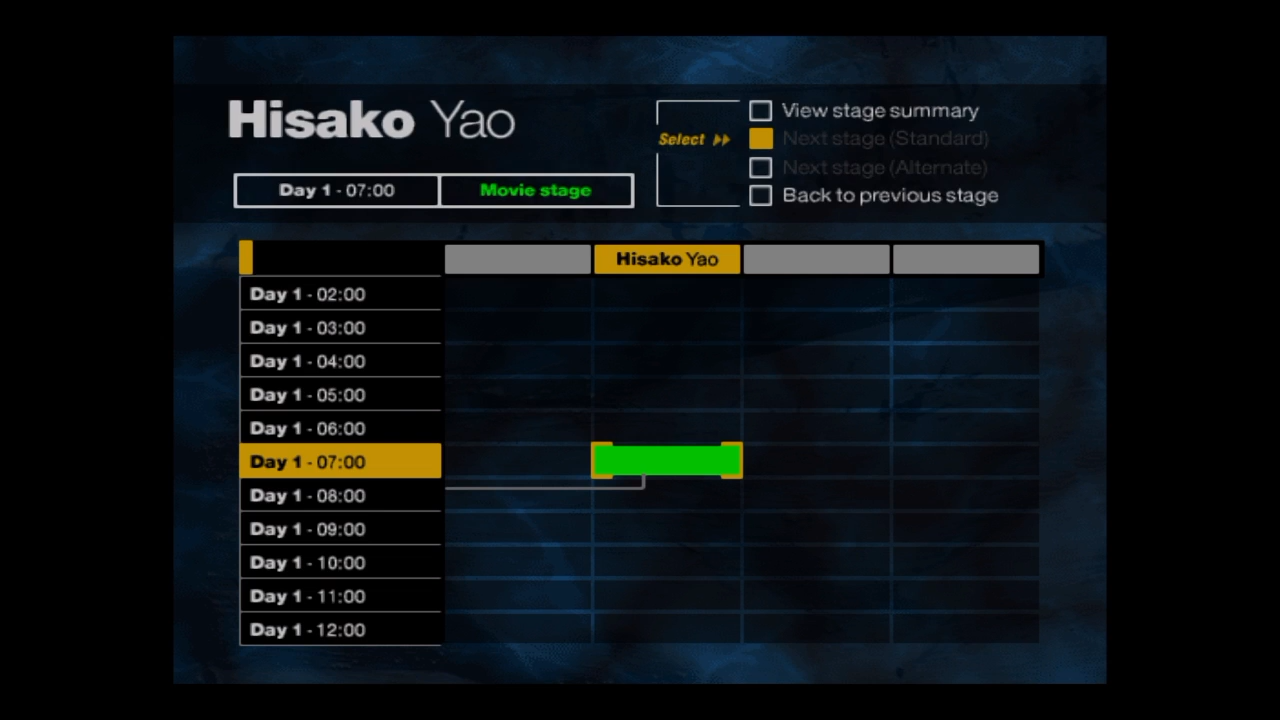 Hisako Yao
Day 1 - 07:00
Movie stage
Select
View stage summary
Next stage (Standard)
Next stage (Alternate)
Back to previous stage
Hisako Yao
Day 1 - 02:00
Day 1 - 03:00
Day 1 - 04:00
Day 1 - 05:00
Day 1 - 06:00
Day 1 - 07:00
Day 1 - 08:00
Day 1 - 09:00
Day 1 - 10:00
Day 1 - 11:00
Day 1 - 12:00